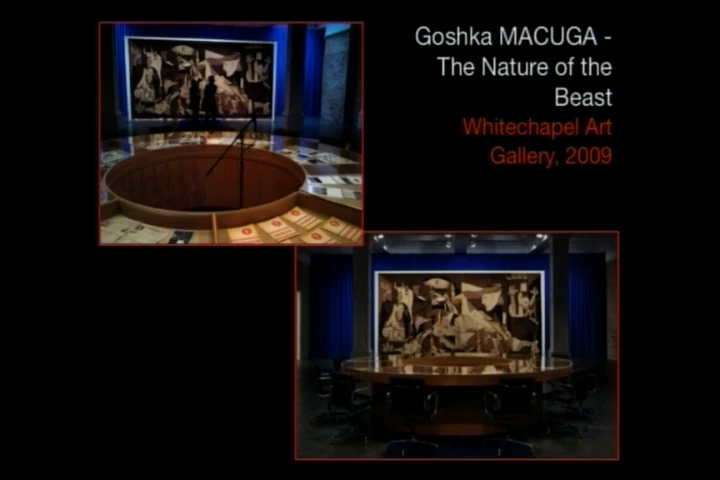 Goshka MACUGA -
The Nature of the
Beast
Whitechapel Art
Gallery, 2009